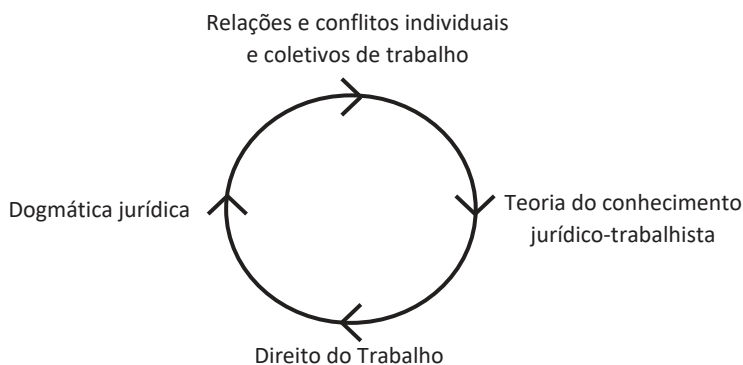 Relações e conflitos individuais
e coletivos de trabalho
Dogmática jurídica
Teoria do conhecimento
jurídico-trabalhista
Direito do Trabalho